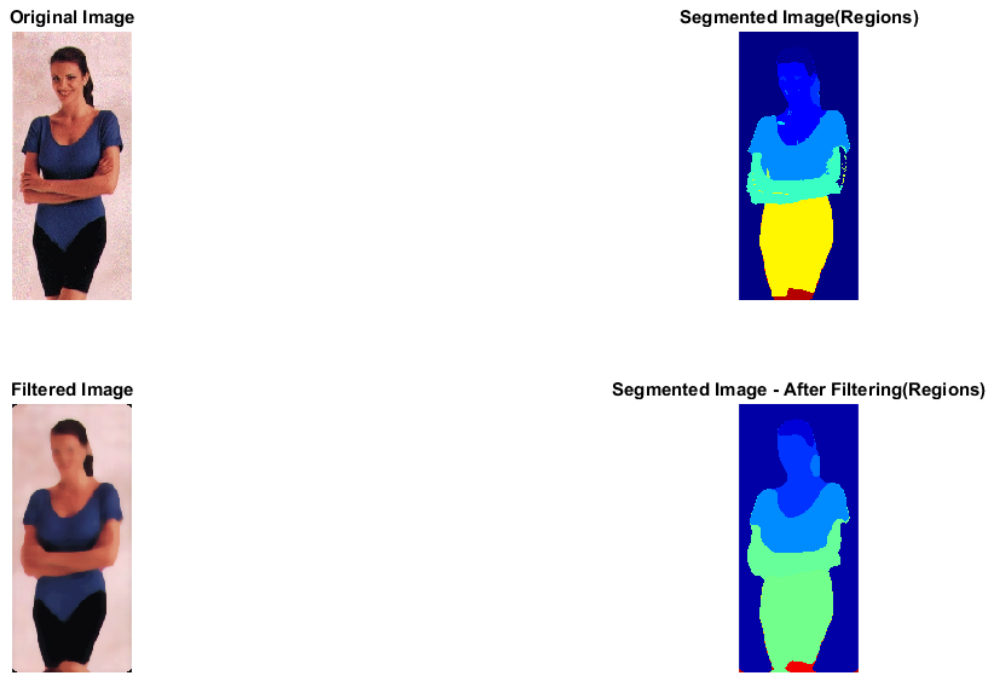 Original Image
Segmented Image(Regions)
Filtered Image
Segmented Image - After Filtering(Regions)